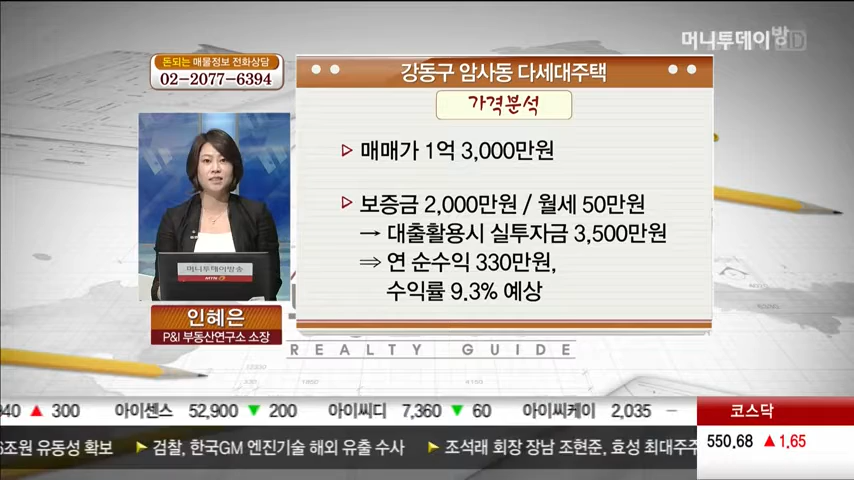 머니투데이방
돈되는 매물정보 전화상담
02-2077-6394
강동구 암사동 다세대주택
가격분석
▷ 매매가 1억 3,000만원
▷ 보증금 2,000만원 / 월세 50만원
→ 대출활용시 실투자금 3,500만원
⇒ 연 순수익 330만원,
수익률 9.3% 예상
머니투데이방송
MTN
인혜은
P&I 부동산연구소 소장
REALTY GUIDE
940 ▲ 300 아이센스 52,900 ▼ 200 아이씨디 7,360 ▼ 60 아이씨케이 2,035 –
코스닥
6조원 유동성 확보 ▶ 검찰, 한국GM 엔진기술 해외 유출 수사 ▶ 조석래 회장 장남 조현준, 효성 최대주주
550.68 ▲1.65